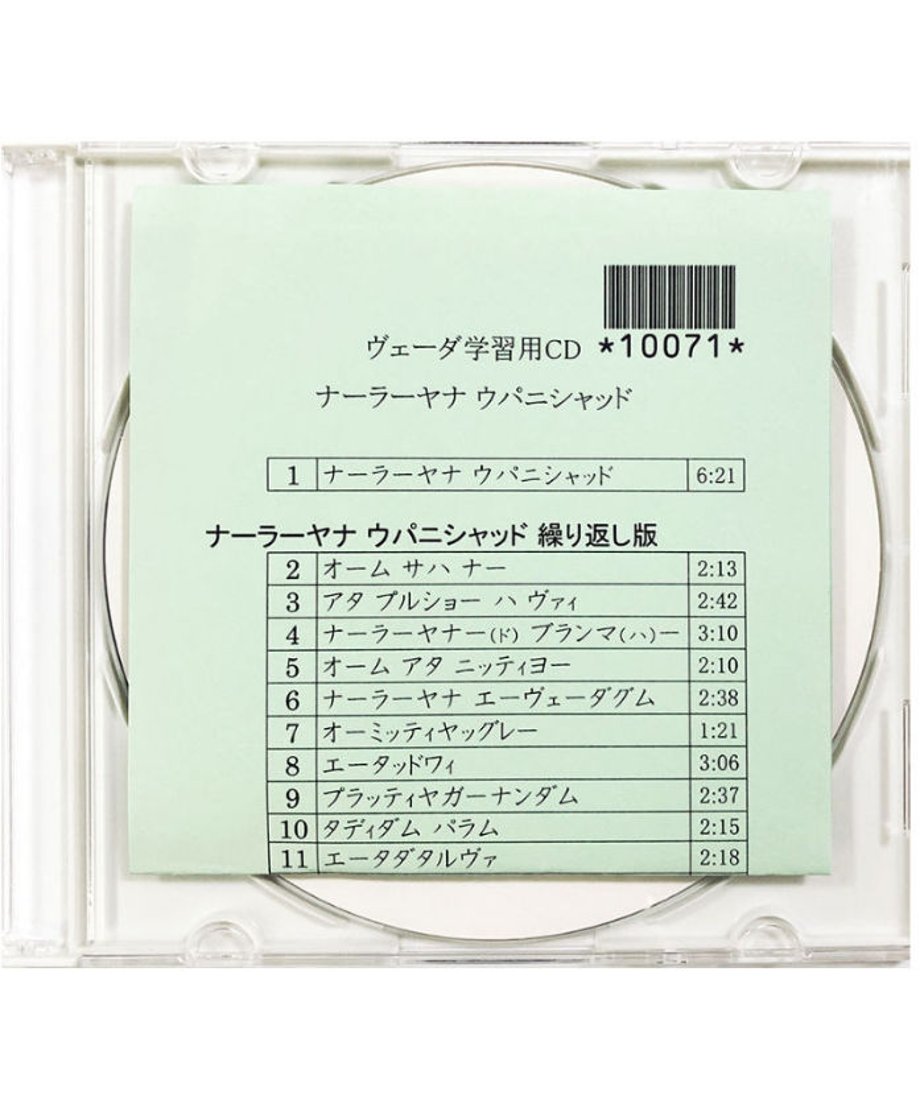 ヴェーダ学習用CD *10071*
ナーラーヤナ ウパニシャッド
1 ナーラーヤナ ウパニシャッド 6:21
ナーラーヤナ ウパニシャッド 繰り返し版
2 オーム サハ ナー 2:13
3 アタ プルショー ハ ヴァィ 2:42
4 ナーラーヤナー(ド) ブランマ(ハ)ー 3:10
5 オーム アタ ニッティヨー 2:10
6 ナーラーヤナ エーヴェーダグム 2:38
7 オーミッティヤッグレー 1:21
8 エータッドワィ 3:06
9 プラッティヤガーナンダム 2:37
10 タディダム パラム 2:15
11 エータダタルヴァ 2:18